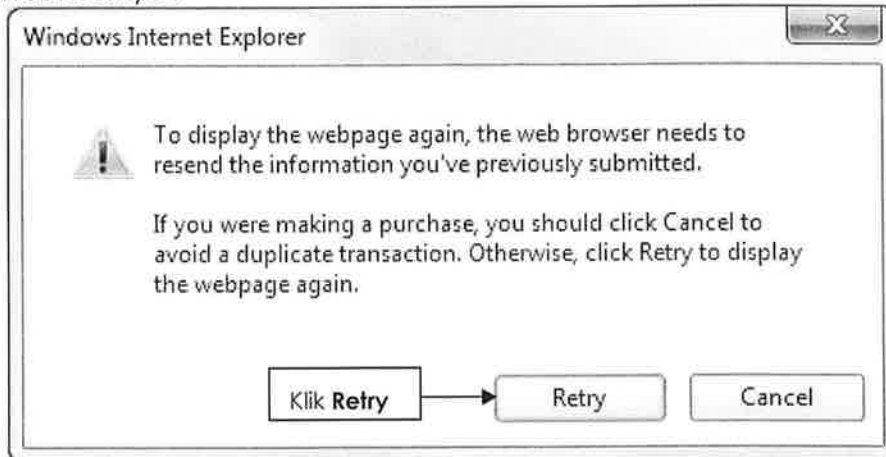 Windows Internet Explorer
To display the webpage again, the web browser needs to
resend the information you've previously submitted.
If you were making a purchase, you should click Cancel to
avoid a duplicate transaction. Otherwise, click Retry to display
the webpage again.
Klik Retry
Retry
Cancel